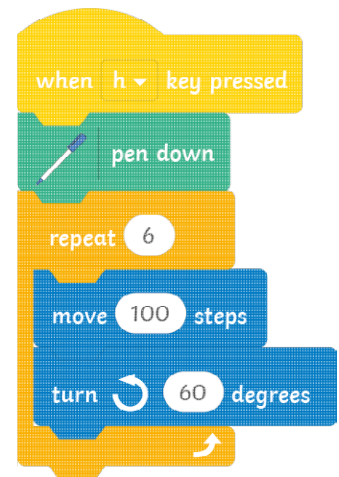 when h key pressed
pen down
repeat 6
move 100 steps
turn 60 degrees